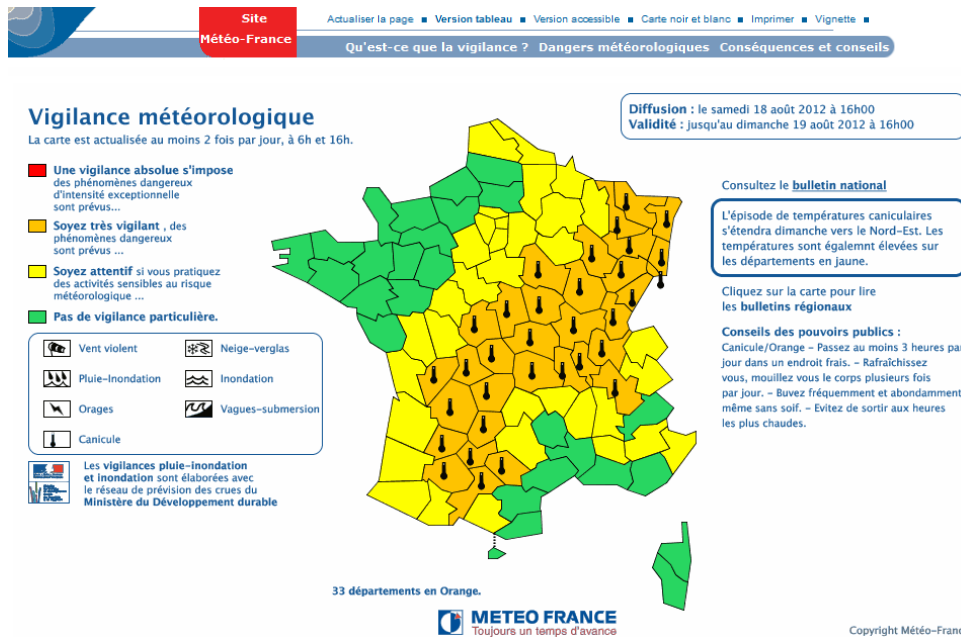 Site
Météo-France
Actualiser la page ■ Version tableau ■ Version accessible ■ Carte noir et blanc ■ Imprimer ■ Vignette ■
Qu'est-ce que la vigilance ? Dangers météorologiques Conséquences et conseils
Vigilance météorologique
La carte est actualisée au moins 2 fois par jour, à 6h et 16h.
Diffusion : le samedi 18 août 2012 à 16h00
Validité : jusqu'au dimanche 19 août 2012 à 16h00
Une vigilance absolue s'impose
des phénomènes dangereux
d'intensité exceptionnelle
sont prévus...
Soyez très vigilant , des
phénomènes dangereux
sont prévus ...
Soyez attentif si vous pratiquez
des activités sensibles au risque
météorologique ...
Pas de vigilance particulière.
Vent violent
Neige-verglas
Pluie-Inondation
Inondation
Orages
Vagues-submersion
Canicule
Les vigilances pluie-inondation
et inondation sont élaborées avec
le réseau de prévision des crues du
Ministère du Développement durable
Consultez le bulletin national
L'épisode de températures caniculaires
s'étendra dimanche vers le Nord-Est. Les
températures sont égalemnt élevées sur
les départements en jaune.
Cliquez sur la carte pour lire
les bulletins régionaux
Conseils des pouvoirs publics :
Canicule/Orange - Passez au moins 3 heures par
jour dans un endroit frais. - Rafraîchissez
vous, mouillez vous le corps plusieurs fois
par jour. - Buvez fréquemment et abondamment
même sans soif. - Evitez de sortir aux heures
les plus chaudes.
33 départements en Orange.
METEO FRANCE
Toujours un temps d'avance
Copyright Météo-Franc